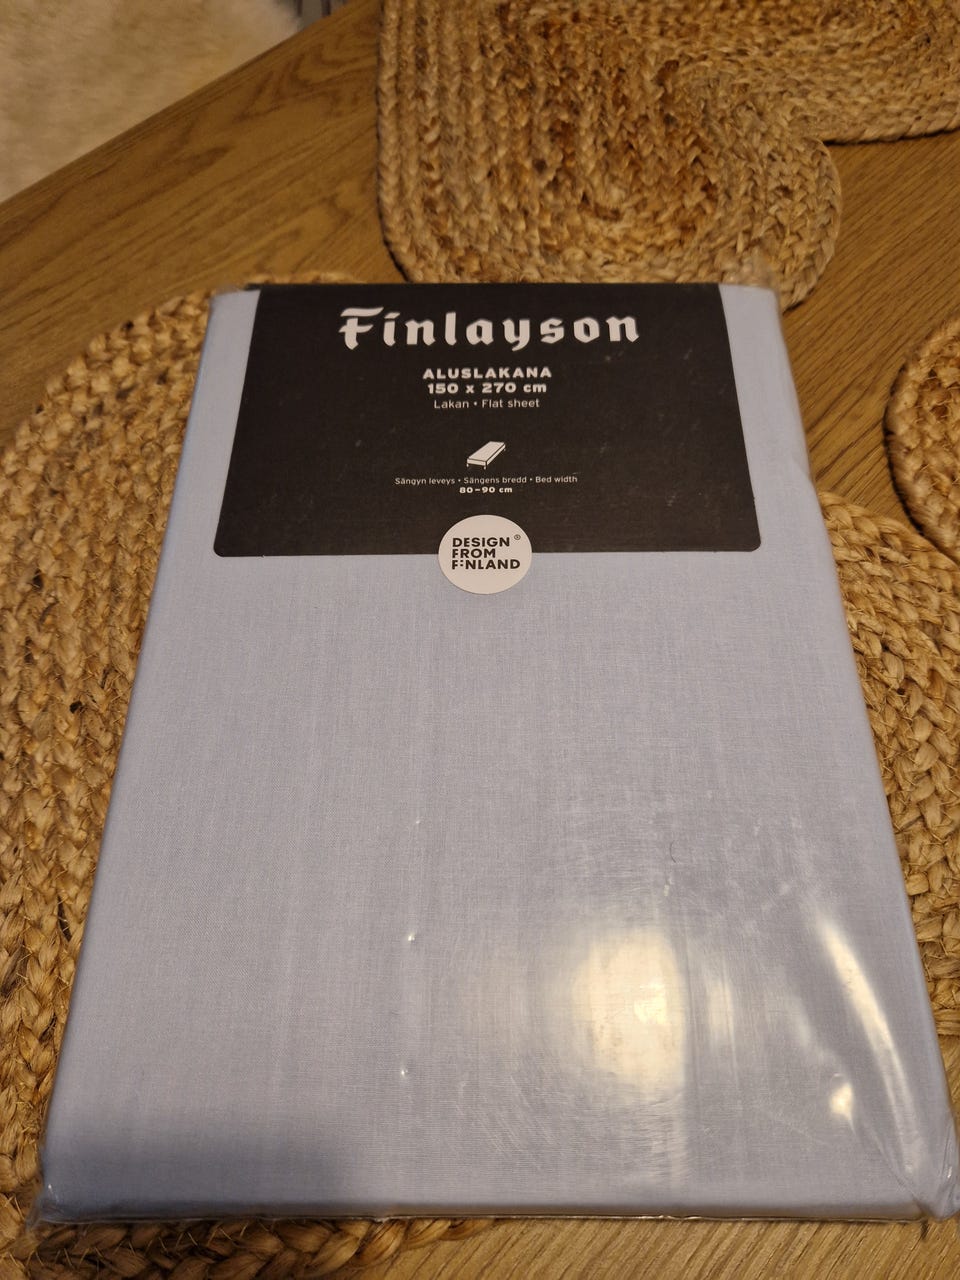 Finlayson
ALUSLAKANA
150 x 270 cm
Lakan • Flat sheet
Sängyn leveys • Sängens bredd • Bed width
80–90 cm
DESIGN ®
FROM
FINLAND